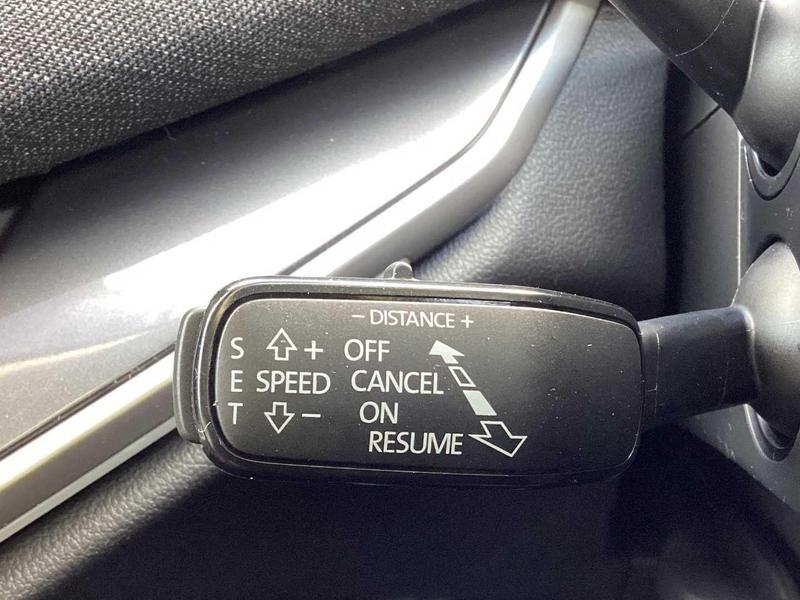 − DISTANCE +
S + OFF
E SPEED CANCEL
T − ON
RESUME